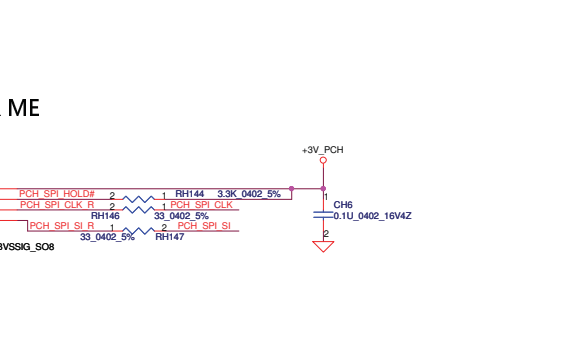 ME
+3V_PCH
PCH_SPI_HOLD# 2 1 RH144 3.3K_0402_5%
PCH_SPI_CLK_R 2 1 PCH_SPI_CLK
RH146 33_0402_5%
1
CH6
0.1U_0402_16V4Z
PCH_SPI_SI_R 1 2 PCH_SPI_SI
33_0402_5% RH147
2
VSSIG_SO8